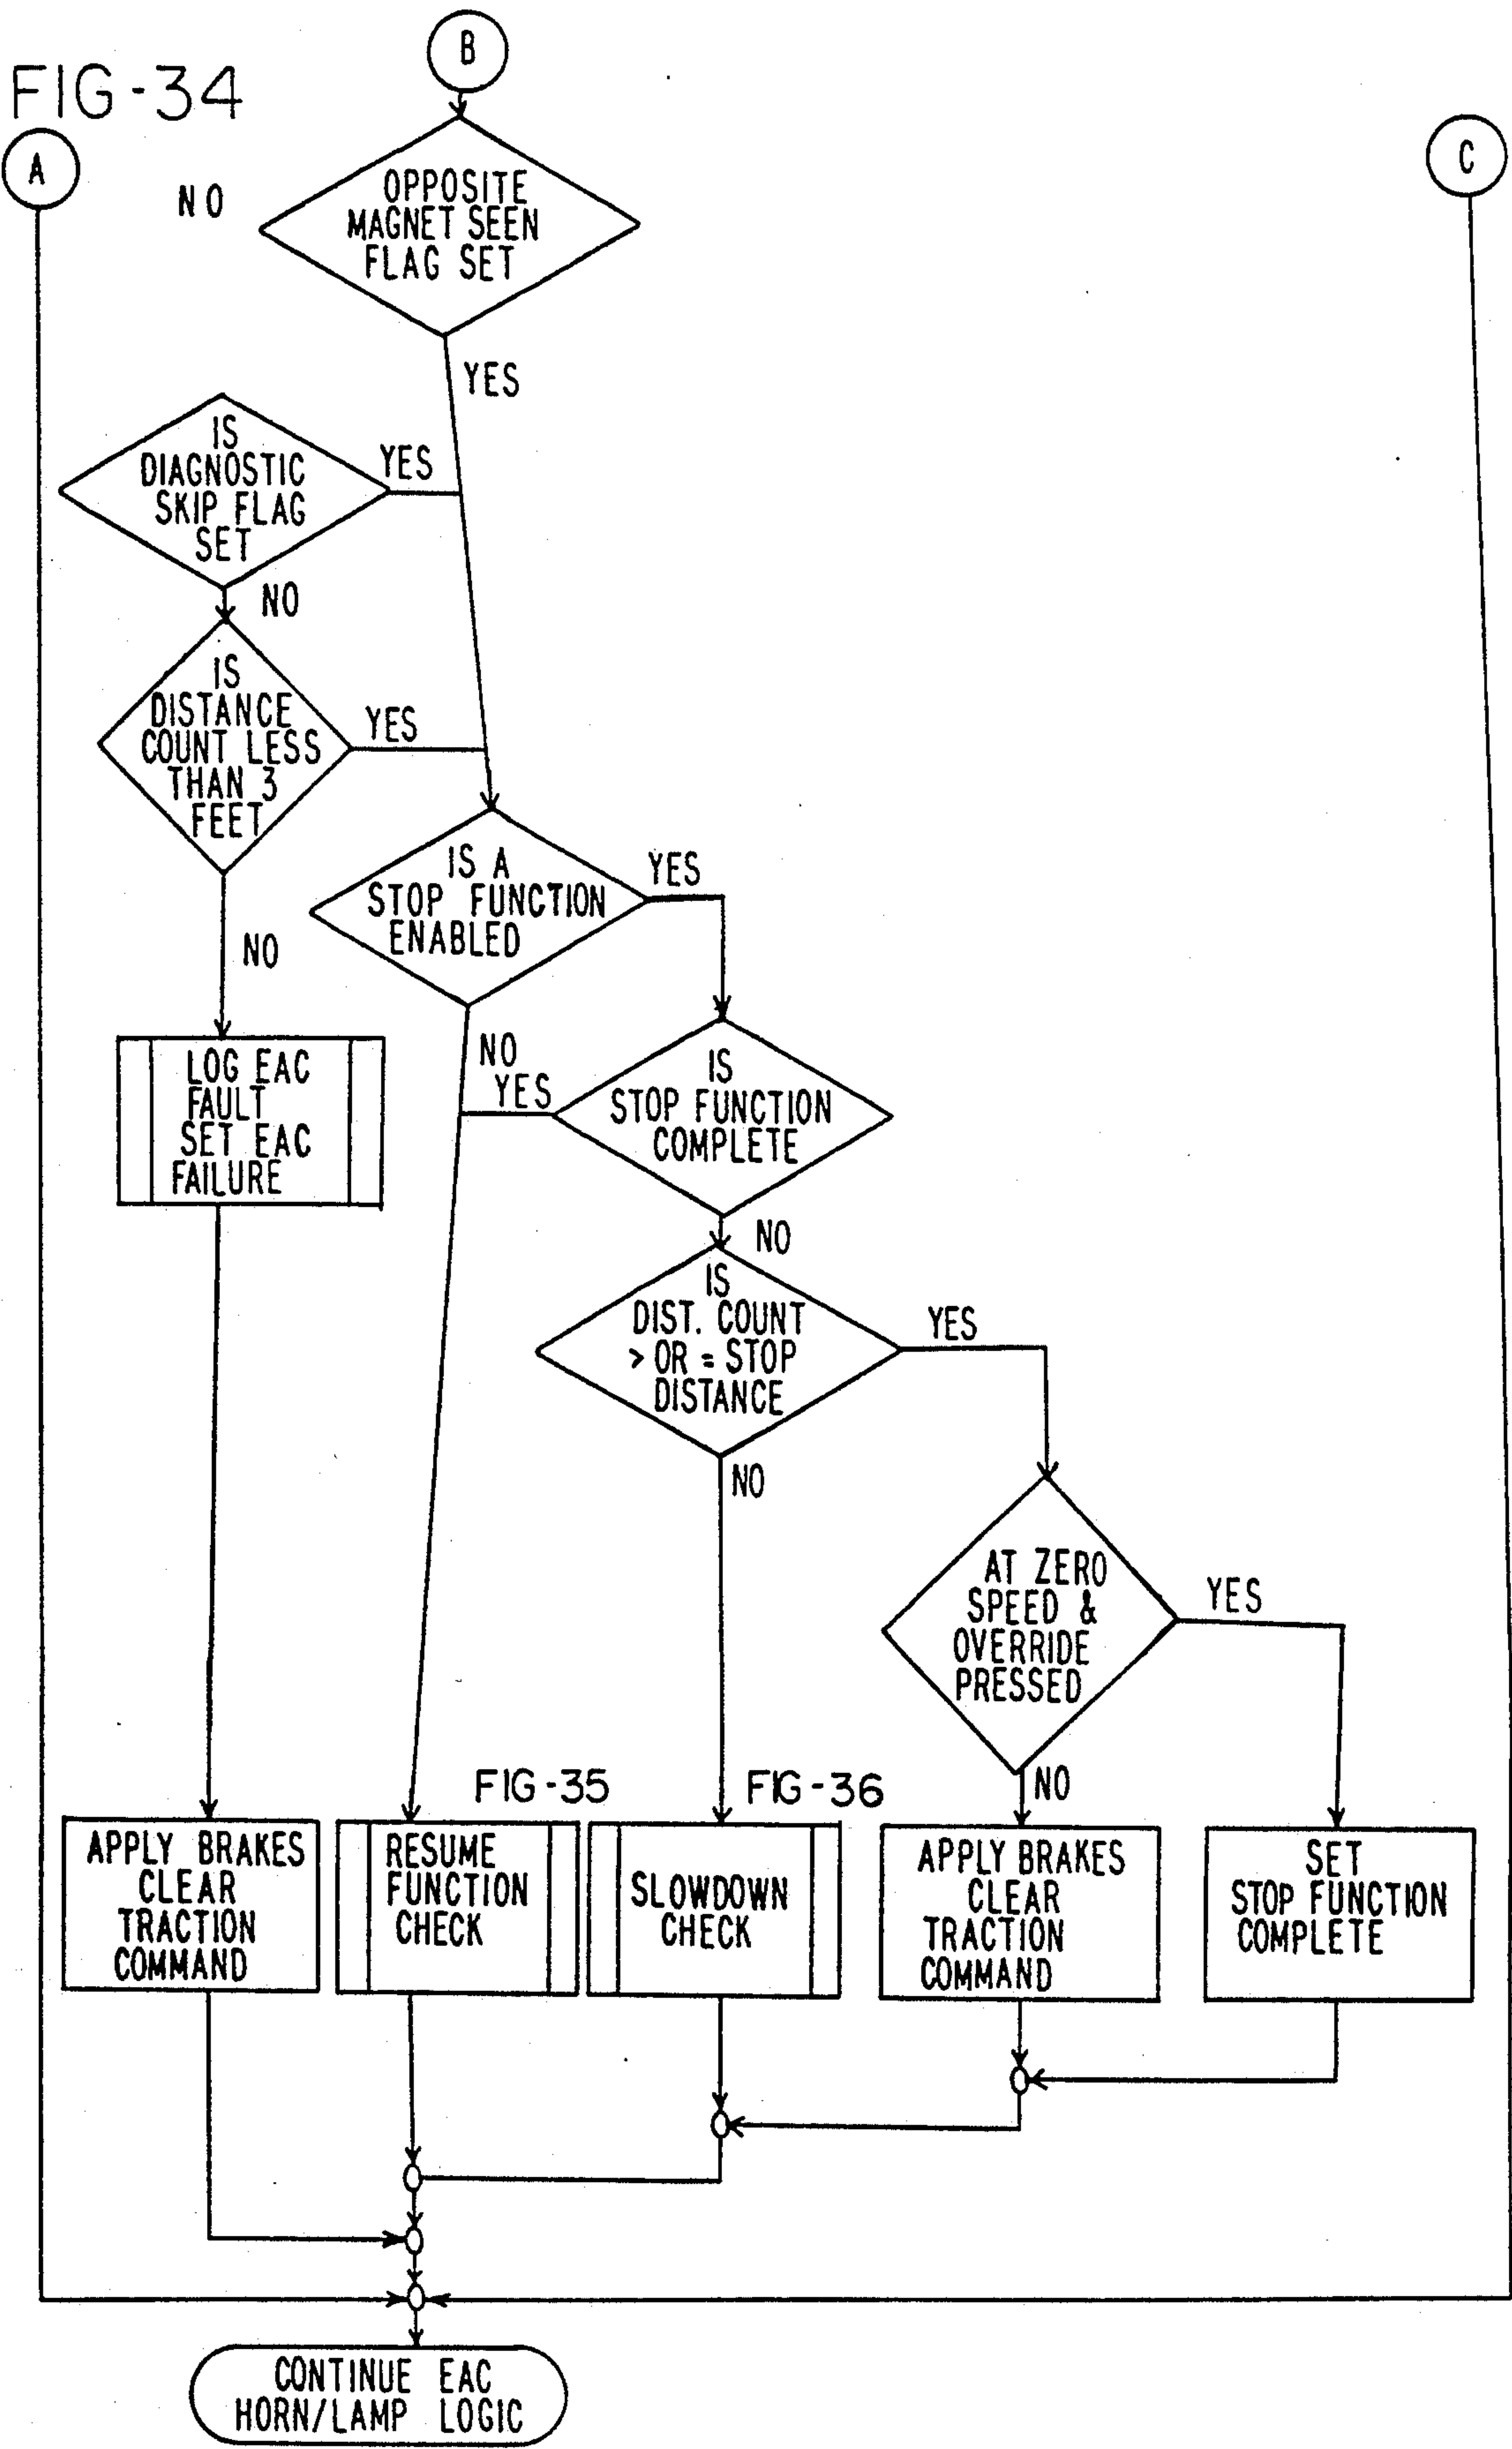 FIG-34
B
A
C
NO
OPPOSITE
MAGNET SEEN
FLAG SET
YES
IS
DIAGNOSTIC
SKIP FLAG
SET
YES
NO
IS
DISTANCE
COUNT LESS
THAN 3
FEET
YES
NO
IS A
STOP FUNCTION
ENABLED
YES
NO
LOG EAC
FAULT
SET EAC
FAILURE
YES
IS
STOP FUNCTION
COMPLETE
NO
IS
DIST. COUNT
> OR = STOP
DISTANCE
YES
NO
AT ZERO
SPEED &
OVERRIDE
PRESSED
YES
NO
FIG-35
FIG-36
APPLY BRAKES
CLEAR
TRACTION
COMMAND
RESUME
FUNCTION
CHECK
SLOWDOWN
CHECK
APPLY BRAKES
CLEAR
TRACTION
COMMAND
SET
STOP FUNCTION
COMPLETE
CONTINUE EAC
HORN/LAMP LOGIC